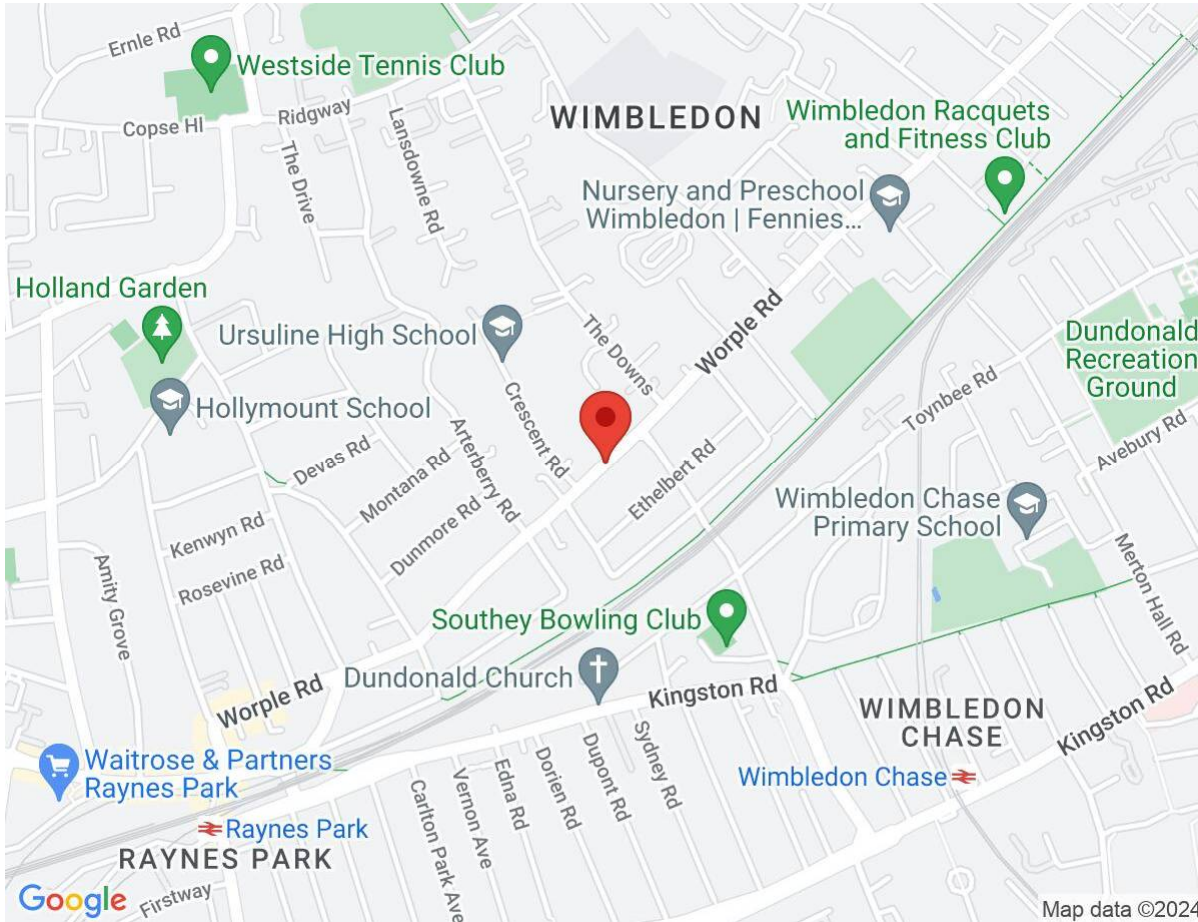 Ernle Rd
Westside Tennis Club
Copse Hl
Ridgway
WIMBLEDON
Wimbledon Racquets
and Fitness Club
The Drive
Lansdowne Rd
Nursery and Preschool
Wimbledon | Fennies...
Holland Garden
Ursuline High School
The Downs
Worple Rd
Dundonald
Recreation
Ground
Hollymount School
Crescent Rd
Toynbee Rd
Avebury Rd
Devas Rd
Montana Rd
Arterberry Rd
Ethelbert Rd
Wimbledon Chase
Primary School
Kenwyn Rd
Dunmore Rd
Rosevine Rd
Amity Grove
Merton Hall Rd
Southey Bowling Club
Dundonald Church
Kingston Rd
Worple Rd
Sydney Rd
WIMBLEDON
CHASE
Kingston Rd
Waitrose & Partners
Raynes Park
Wimbledon Chase
Carlton Park Ave
Vernon Ave
Edna Rd
Dorien Rd
Dupont Rd
Raynes Park
RAYNES PARK
Firstway
Google
Map data ©2024